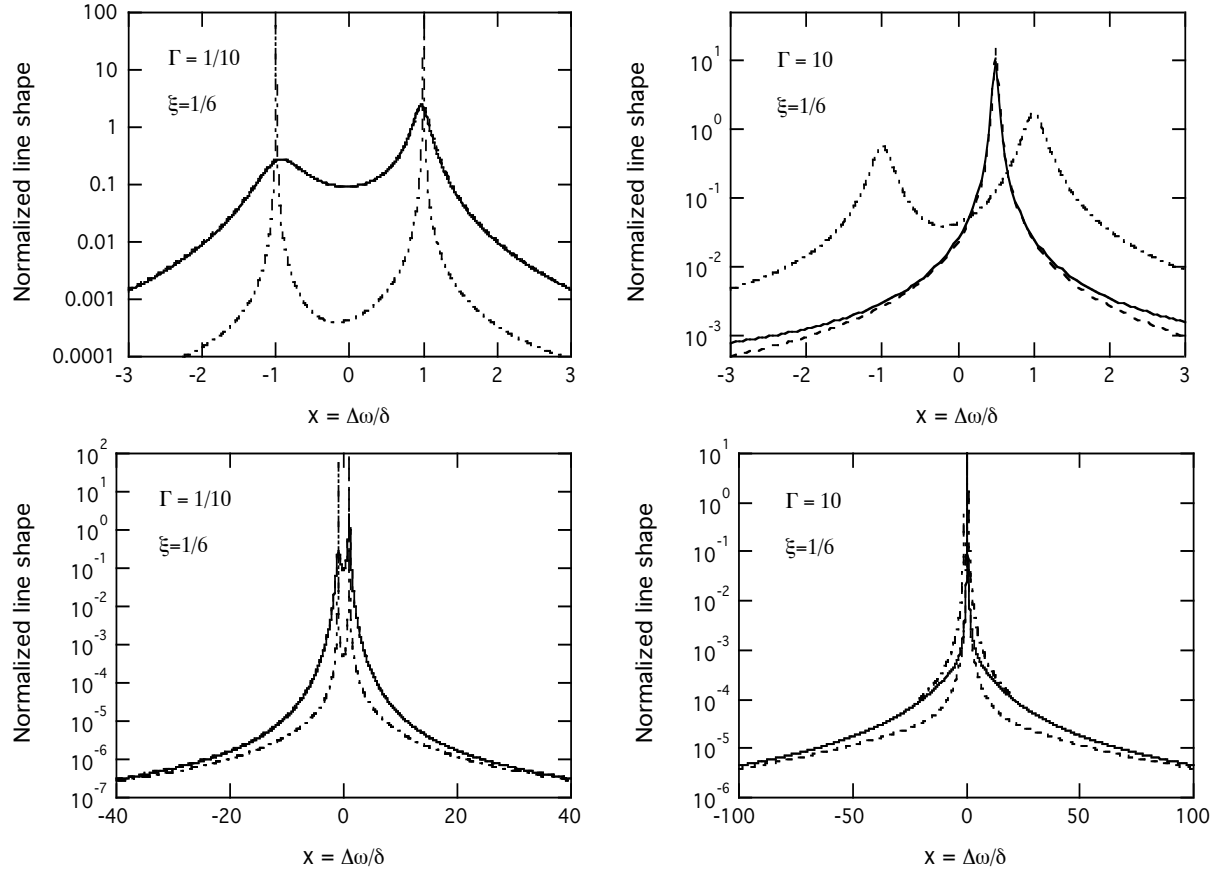 Normalized line shape
100
10
1
0.1
0.01
0.001
0.0001
Γ = 1/10
ξ=1/6
-3 -2 -1 0 1 2 3
x = Δω/δ
Normalized line shape
10^1
10^0
10^-1
10^-2
10^-3
Γ = 10
ξ=1/6
-3 -2 -1 0 1 2 3
x = Δω/δ
Normalized line shape
10^2
10^1
10^0
10^-1
10^-2
10^-3
10^-4
10^-5
10^-6
10^-7
Γ = 1/10
ξ=1/6
-40 -20 0 20 40
x = Δω/δ
Normalized line shape
10^1
10^0
10^-1
10^-2
10^-3
10^-4
10^-5
10^-6
Γ = 10
ξ=1/6
-100 -50 0 50 100
x = Δω/δ